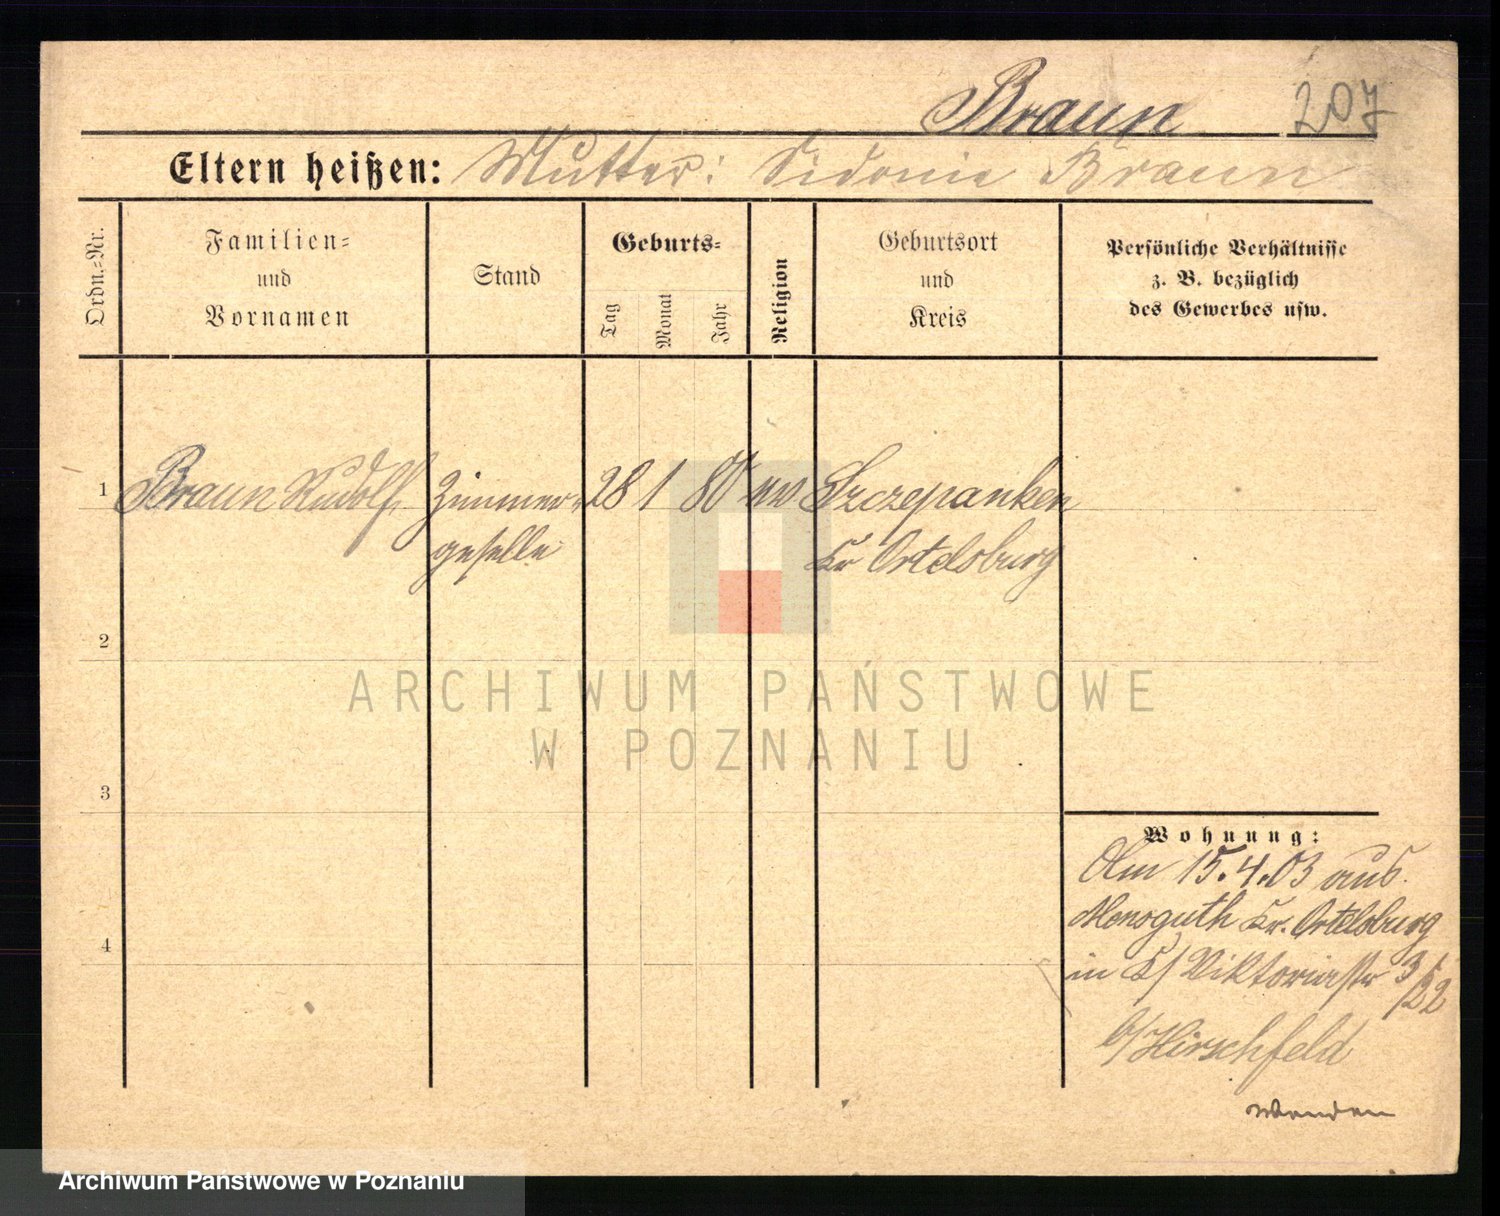 Braun 207
Eltern heißen: Mutter: Sidonie Braun
Ordn.-Nr.
Familien-
und
Vornamen
Stand
Geburts-
Tag
Monat
Jahr
Religion
Geburtsort
und
Kreis
Persönliche Verhältnisse
z. B. bezüglich
des Gewerbes usw.
1 Braun Rudolf Zimmer- 28 1 80 ev Szczepanken
geselle Kr Ortelsburg
2
3
4
ARCHIWUM PAŃSTWOWE
W POZNANIU
Wohnung:
Am 15.4.03 aus
Mensguth Kr. Ortelsburg
in L/ Viktoriastr
b/Hirschfeld
wenden
Archiwum Państwowe w Poznaniu